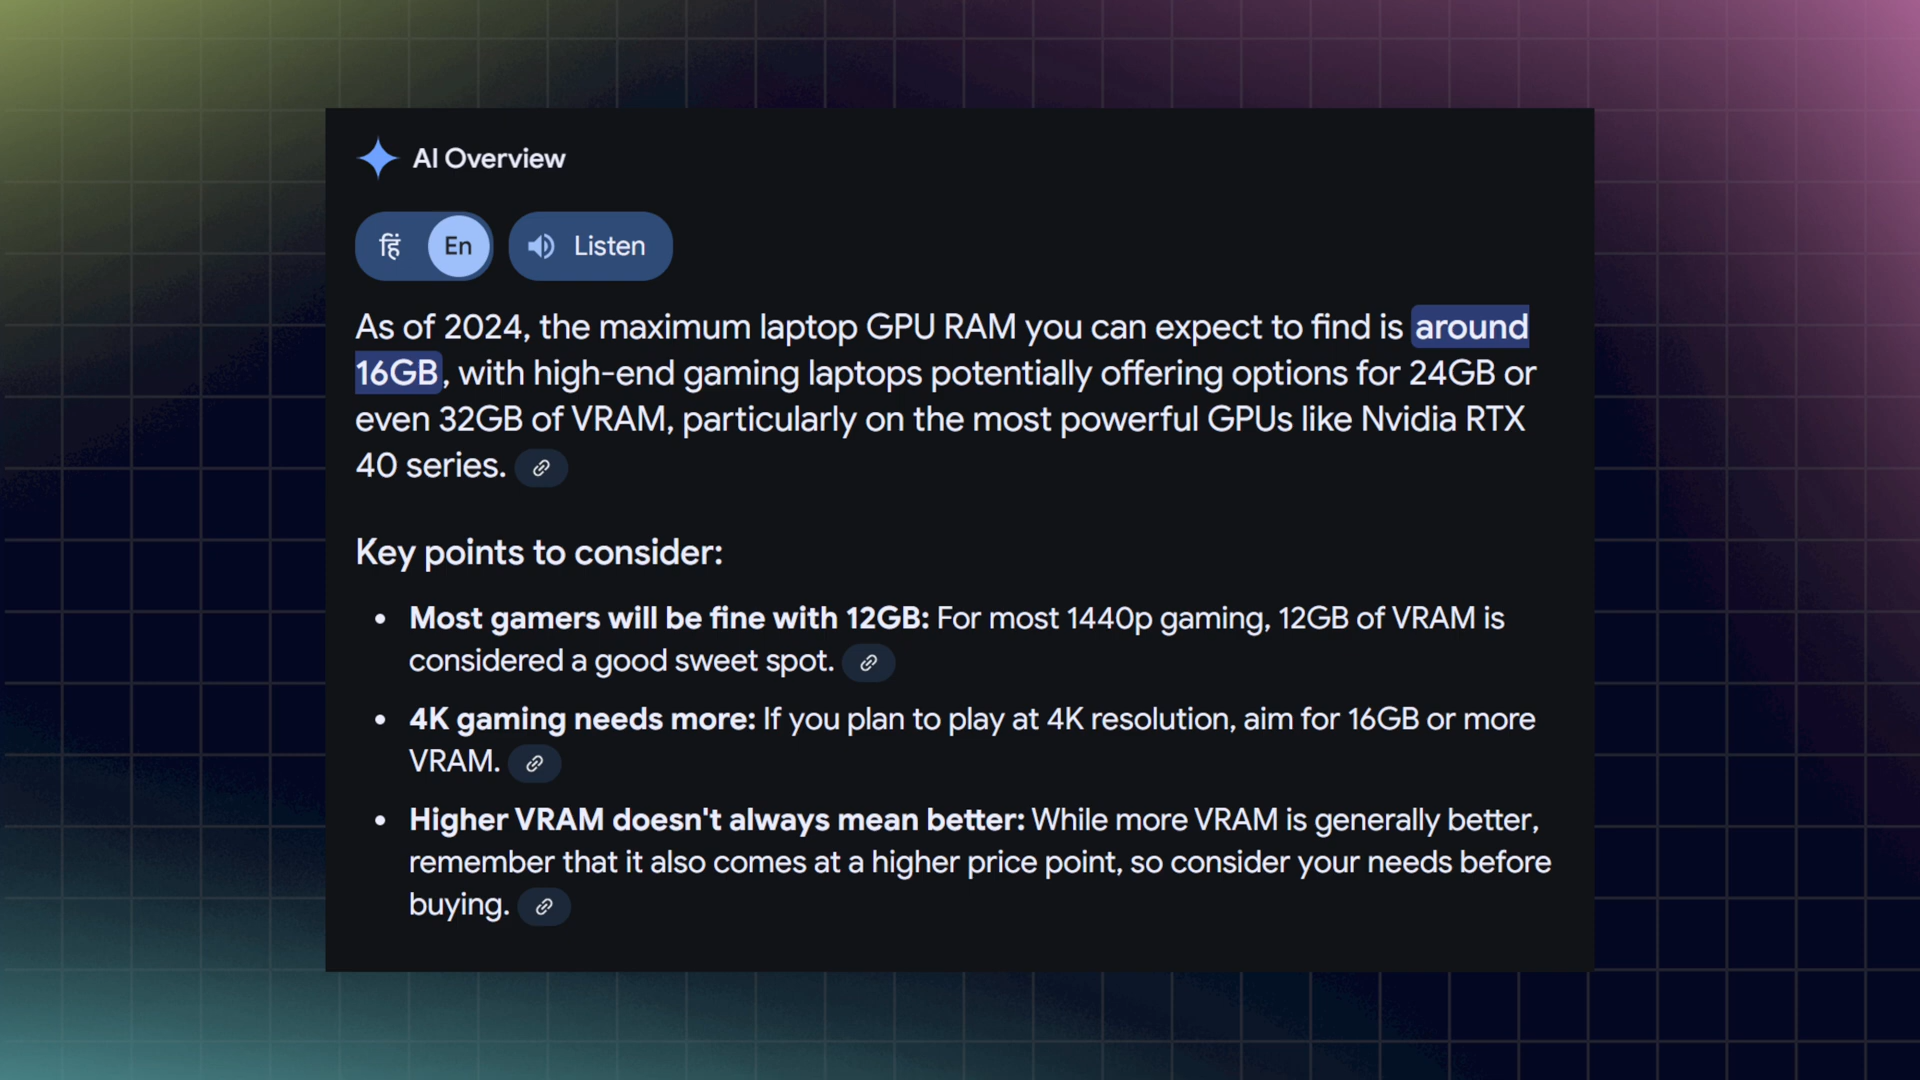 AI Overview
हिं En Listen
As of 2024, the maximum laptop GPU RAM you can expect to find is around
16GB, with high-end gaming laptops potentially offering options for 24GB or
even 32GB of VRAM, particularly on the most powerful GPUs like Nvidia RTX
40 series.
Key points to consider:
• Most gamers will be fine with 12GB: For most 1440p gaming, 12GB of VRAM is
considered a good sweet spot.
• 4K gaming needs more: If you plan to play at 4K resolution, aim for 16GB or more
VRAM.
• Higher VRAM doesn't always mean better: While more VRAM is generally better,
remember that it also comes at a higher price point, so consider your needs before
buying.